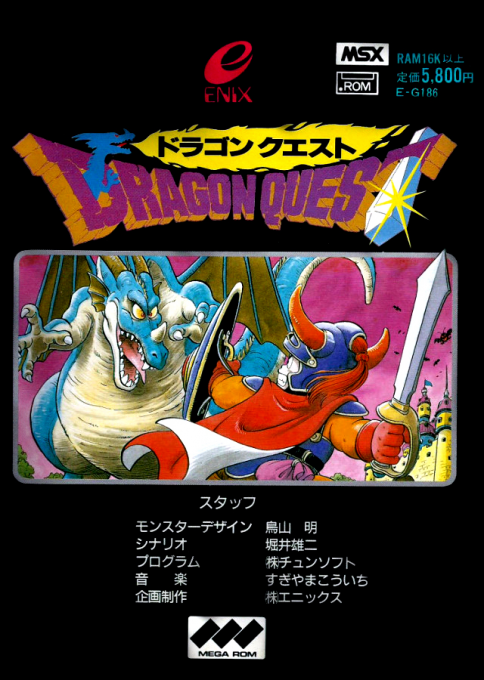 ENIX
MSX
.ROM
RAM16K以上
定価5,800円
E-G186
ドラゴンクエスト
DRAGON QUEST
スタッフ
モンスターデザイン 鳥山 明
シナリオ 堀井雄二
プログラム ㈱チュンソフト
音 楽 すぎやまこういち
企画制作 ㈱エニックス
MEGA ROM